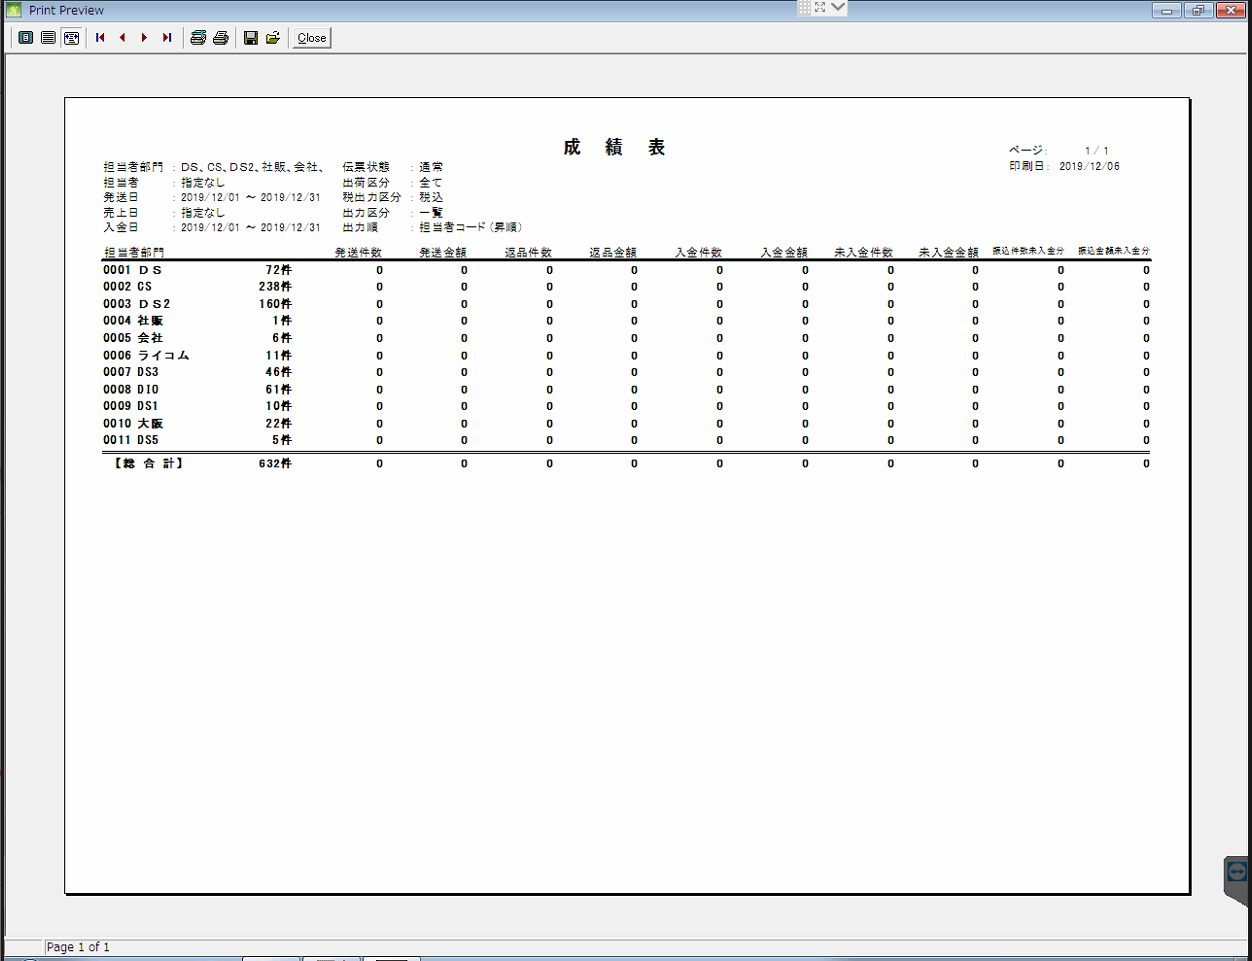 Print Preview
Close
成 績 表
ページ: 1 / 1
印刷日: 2019/12/06
担当者部門 : DS、CS、DS2、社販、会社、 伝票状態 : 通常
担当者 : 指定なし 出荷区分 : 全て
発送日 : 2019/12/01 ～ 2019/12/31 税出力区分 : 税込
売上日 : 指定なし 出力区分 : 一覧
入金日 : 2019/12/01 ～ 2019/12/31 出力順 : 担当者コード(昇順)
担当者部門 発送件数 発送金額 返品件数 返品金額 入金件数 入金金額 未入金件数 未入金金額 振込件数未入金分 振込金額未入金分
0001 ＤＳ 72件 0 0 0 0 0 0 0 0 0 0
0002 CS 238件 0 0 0 0 0 0 0 0 0 0
0003 ＤＳ2 160件 0 0 0 0 0 0 0 0 0 0
0004 社販 1件 0 0 0 0 0 0 0 0 0 0
0005 会社 6件 0 0 0 0 0 0 0 0 0 0
0006 ライコム 11件 0 0 0 0 0 0 0 0 0 0
0007 DS3 46件 0 0 0 0 0 0 0 0 0 0
0008 DIO 61件 0 0 0 0 0 0 0 0 0 0
0009 DS1 10件 0 0 0 0 0 0 0 0 0 0
0010 大阪 22件 0 0 0 0 0 0 0 0 0 0
0011 DS5 5件 0 0 0 0 0 0 0 0 0 0
【総 合 計】 632件 0 0 0 0 0 0 0 0 0 0
Page 1 of 1